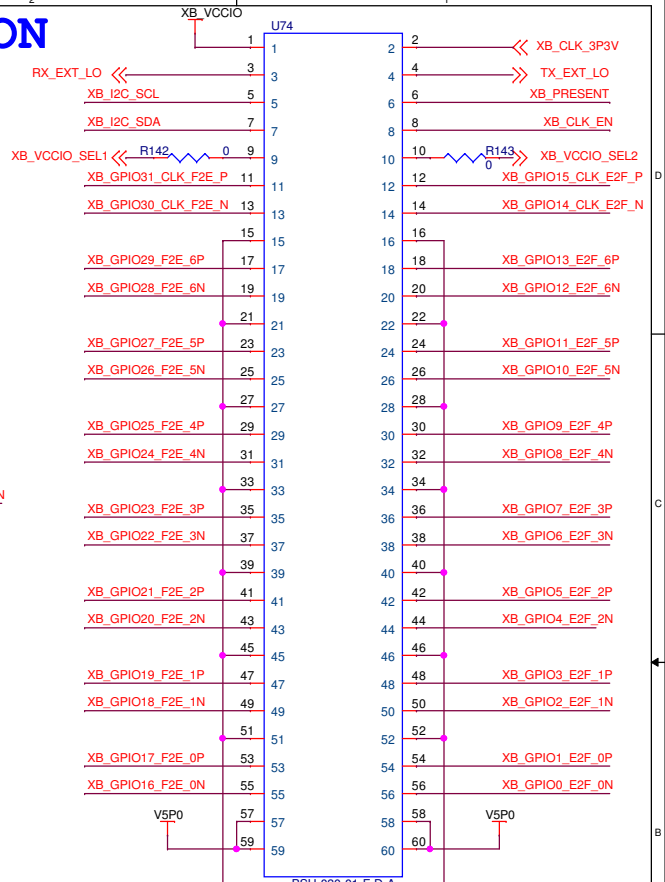 2
ON
XB_VCCIO
U74
1 1 2 2 XB_CLK_3P3V
RX_EXT_LO 3 3 4 4 TX_EXT_LO
XB_I2C_SCL 5 5 6 6 XB_PRESENT
XB_I2C_SDA 7 7 8 8 XB_CLK_EN
XB_VCCIO_SEL1 R142 0 9 9 10 10 R143 0 XB_VCCIO_SEL2
XB_GPIO31_CLK_F2E_P 11 11 12 12 XB_GPIO15_CLK_E2F_P
D
XB_GPIO30_CLK_F2E_N 13 13 14 14 XB_GPIO14_CLK_E2F_N
15 15 16 16
XB_GPIO29_F2E_6P 17 17 18 18 XB_GPIO13_E2F_6P
XB_GPIO28_F2E_6N 19 19 20 20 XB_GPIO12_E2F_6N
21 21 22 22
XB_GPIO27_F2E_5P 23 23 24 24 XB_GPIO11_E2F_5P
XB_GPIO26_F2E_5N 25 25 26 26 XB_GPIO10_E2F_5N
27 27 28 28
XB_GPIO25_F2E_4P 29 29 30 30 XB_GPIO9_E2F_4P
XB_GPIO24_F2E_4N 31 31 32 32 XB_GPIO8_E2F_4N
33 33 34 34
N
XB_GPIO23_F2E_3P 35 35 36 36 XB_GPIO7_E2F_3P
C
XB_GPIO22_F2E_3N 37 37 38 38 XB_GPIO6_E2F_3N
39 39 40 40
XB_GPIO21_F2E_2P 41 41 42 42 XB_GPIO5_E2F_2P
XB_GPIO20_F2E_2N 43 43 44 44 XB_GPIO4_E2F_2N
45 45 46 46
XB_GPIO19_F2E_1P 47 47 48 48 XB_GPIO3_E2F_1P
XB_GPIO18_F2E_1N 49 49 50 50 XB_GPIO2_E2F_1N
51 51 52 52
XB_GPIO17_F2E_0P 53 53 54 54 XB_GPIO1_E2F_0P
XB_GPIO16_F2E_0N 55 55 56 56 XB_GPIO0_E2F_0N
V5P0 57 57 58 58 V5P0
B
59 59 60 60